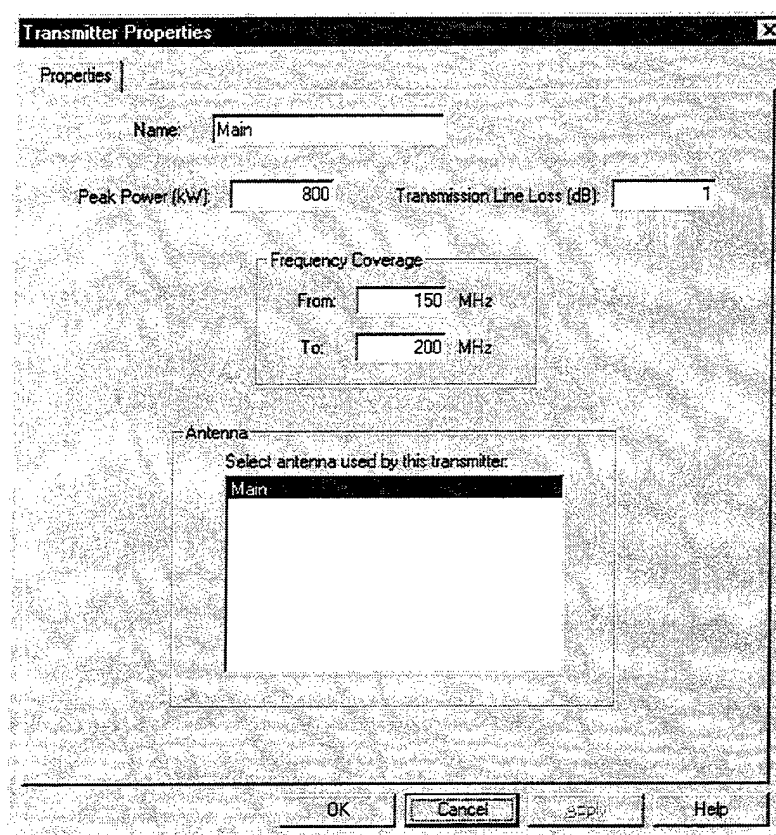 Transmitter Properties
Properties
Name: Main
Peak Power (kW): 800 Transmission Line Loss (dB): 1
Frequency Coverage
From: 150 MHz
To: 200 MHz
Antenna
Select antenna used by this transmitter:
Main
OK Cancel Apply Help